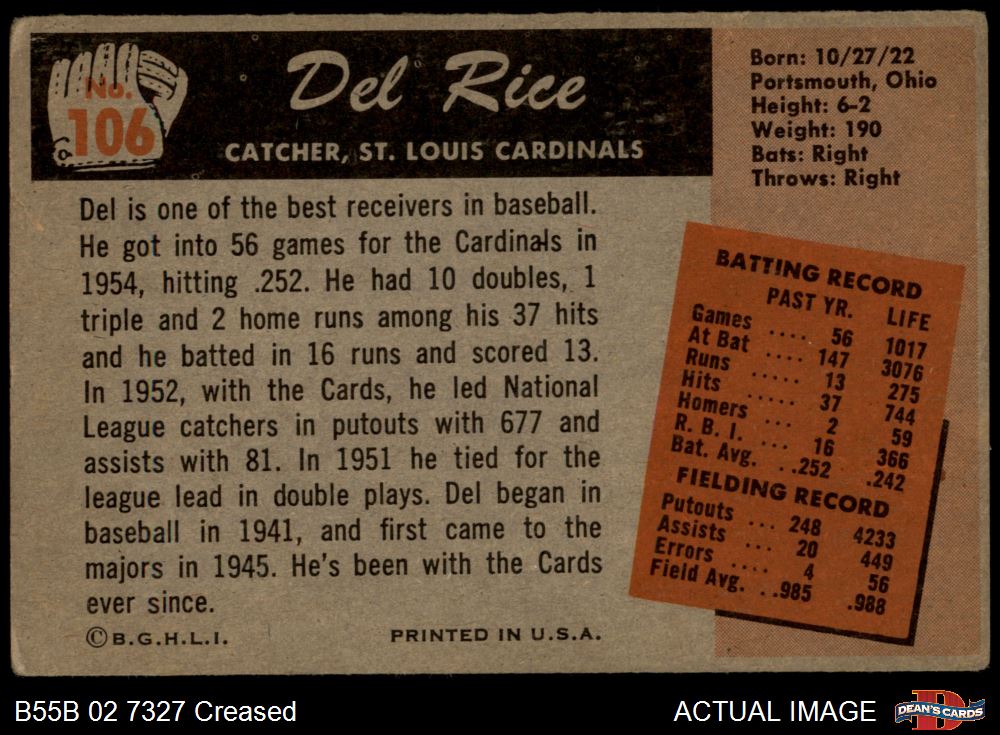 No.
106
Del Rice
CATCHER, ST. LOUIS CARDINALS
Born: 10/27/22
Portsmouth, Ohio
Height: 6-2
Weight: 190
Bats: Right
Throws: Right
Del is one of the best receivers in baseball.
He got into 56 games for the Cardinals in
1954, hitting .252. He had 10 doubles, 1
triple and 2 home runs among his 37 hits
and he batted in 16 runs and scored 13.
In 1952, with the Cards, he led National
League catchers in putouts with 677 and
assists with 81. In 1951 he tied for the
league lead in double plays. Del began in
baseball in 1941, and first came to the
majors in 1945. He's been with the Cards
ever since.
©B.G.H.L.I. PRINTED IN U.S.A.
BATTING RECORD
PAST YR. LIFE
Games .... 56 1017
At Bat .... 147 3076
Runs ..... 13 275
Hits ..... 37 744
Homers ... 2 59
R. B. I. ... 16 366
Bat. Avg. ..252 .242
FIELDING RECORD
Putouts ... 248 4233
Assists ... 20 449
Errors .... 4 56
Field Avg. ..985 .988
B55B 02 7327 Creased
ACTUAL IMAGE
D
DEAN'S CARDS